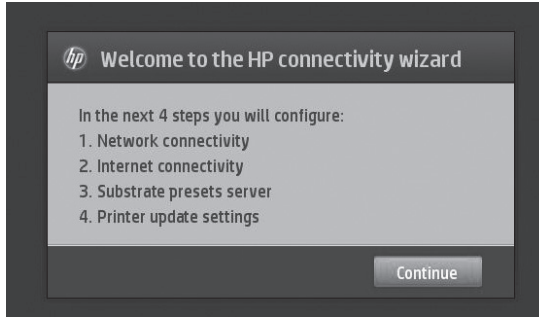 hp Welcome to the HP connectivity wizard
In the next 4 steps you will configure:
1. Network connectivity
2. Internet connectivity
3. Substrate presets server
4. Printer update settings
Continue